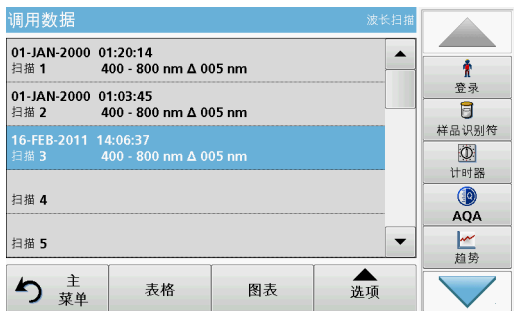 调用数据
波长扫描
01-JAN-2000 01:20:14
扫描 1 400 - 800 nm Δ 005 nm
01-JAN-2000 01:03:45
扫描 2 400 - 800 nm Δ 005 nm
16-FEB-2011 14:06:37
扫描 3 400 - 800 nm Δ 005 nm
扫描 4
扫描 5
主
菜单
表格
图表
选项
登录
样品识别符
计时器
AQA
趋势